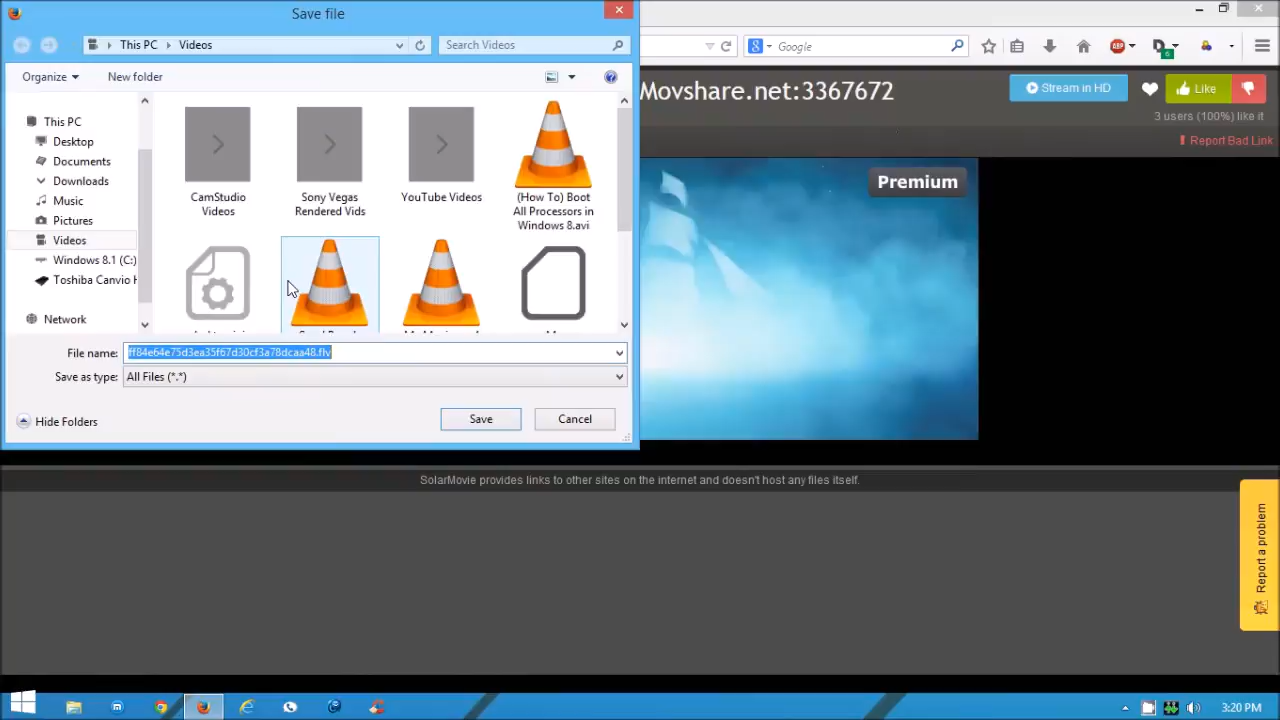 Save file
This PC
Videos
Search Videos
Google
Organize
New folder
Movshare.net:3367672
Stream in HD
Like
3 users (100%) like it
Report Bad Link
This PC
Desktop
Documents
Downloads
Music
Pictures
Videos
Windows 8.1 (C:)
Toshiba Canvio H
Network
CamStudio
Videos
Sony Vegas
Rendered Vids
YouTube Videos
(How To) Boot
All Processors in
Windows 8.avi
Premium
File name:
ff84e64e75d3ea35f67d30cf3a78dcaa48.flv
Save as type:
All Files (*.*)
Hide Folders
Save
Cancel
SolarMovie provides links to other sites on the internet and doesn't host any files itself.
Report a problem
ABP
6
3:20 PM